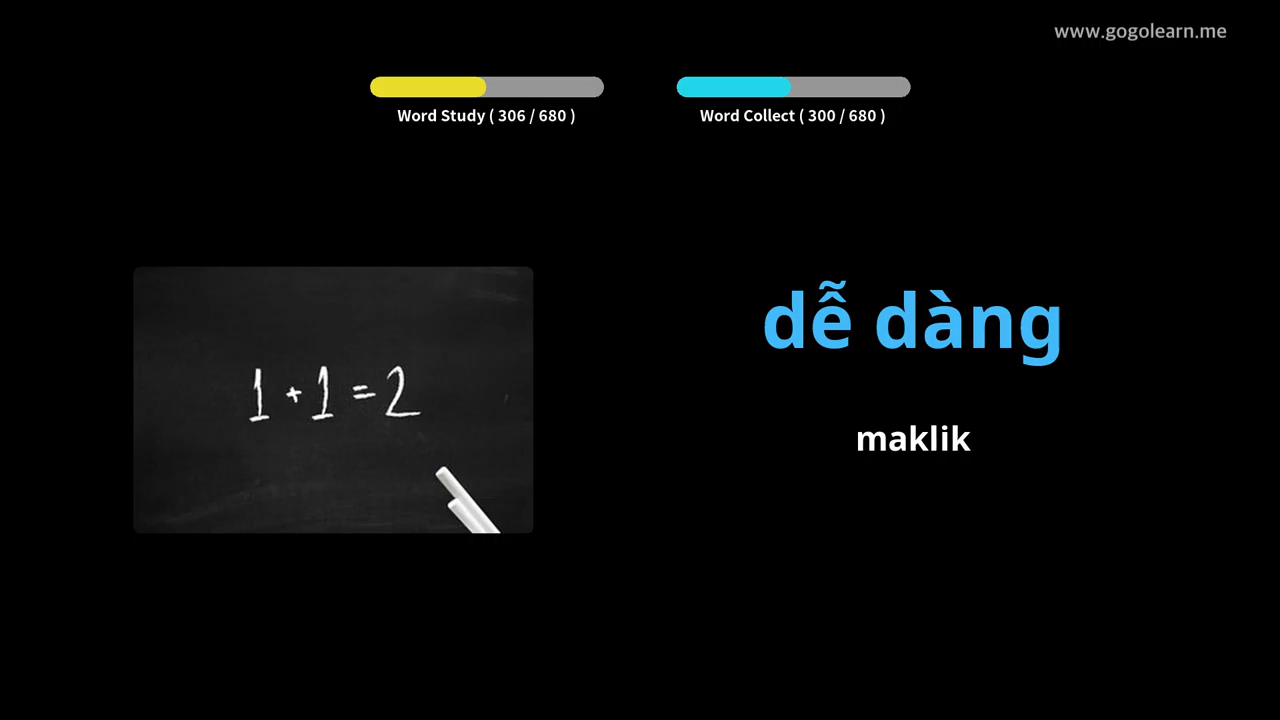 www.gogolearn.me
Word Study ( 306 / 680 )
Word Collect ( 300 / 680 )
1 + 1 = 2
dễ dàng
maklik